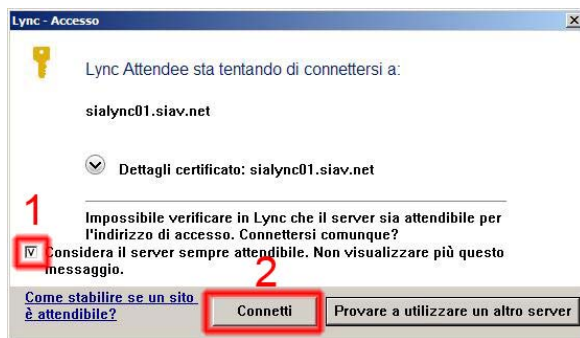 Lync - Accesso
Lync Attendee sta tentando di connettersi a:
sialync01.siav.net
Dettagli certificato: sialync01.siav.net
1
Impossibile verificare in Lync che il server sia attendibile per
l'indirizzo di accesso. Connettersi comunque?
Considera il server sempre attendibile. Non visualizzare più questo
messaggio.
2
Come stabilire se un sito
è attendibile?
Connetti
Provare a utilizzare un altro server